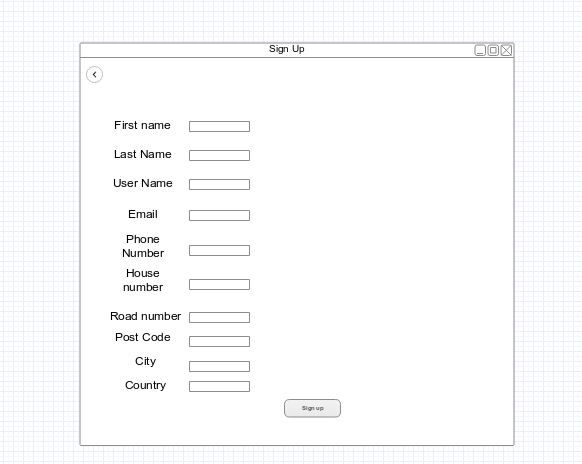 Sign Up
First name
Last Name
User Name
Email
Phone
Number
House
number
Road number
Post Code
City
Country
Sign up